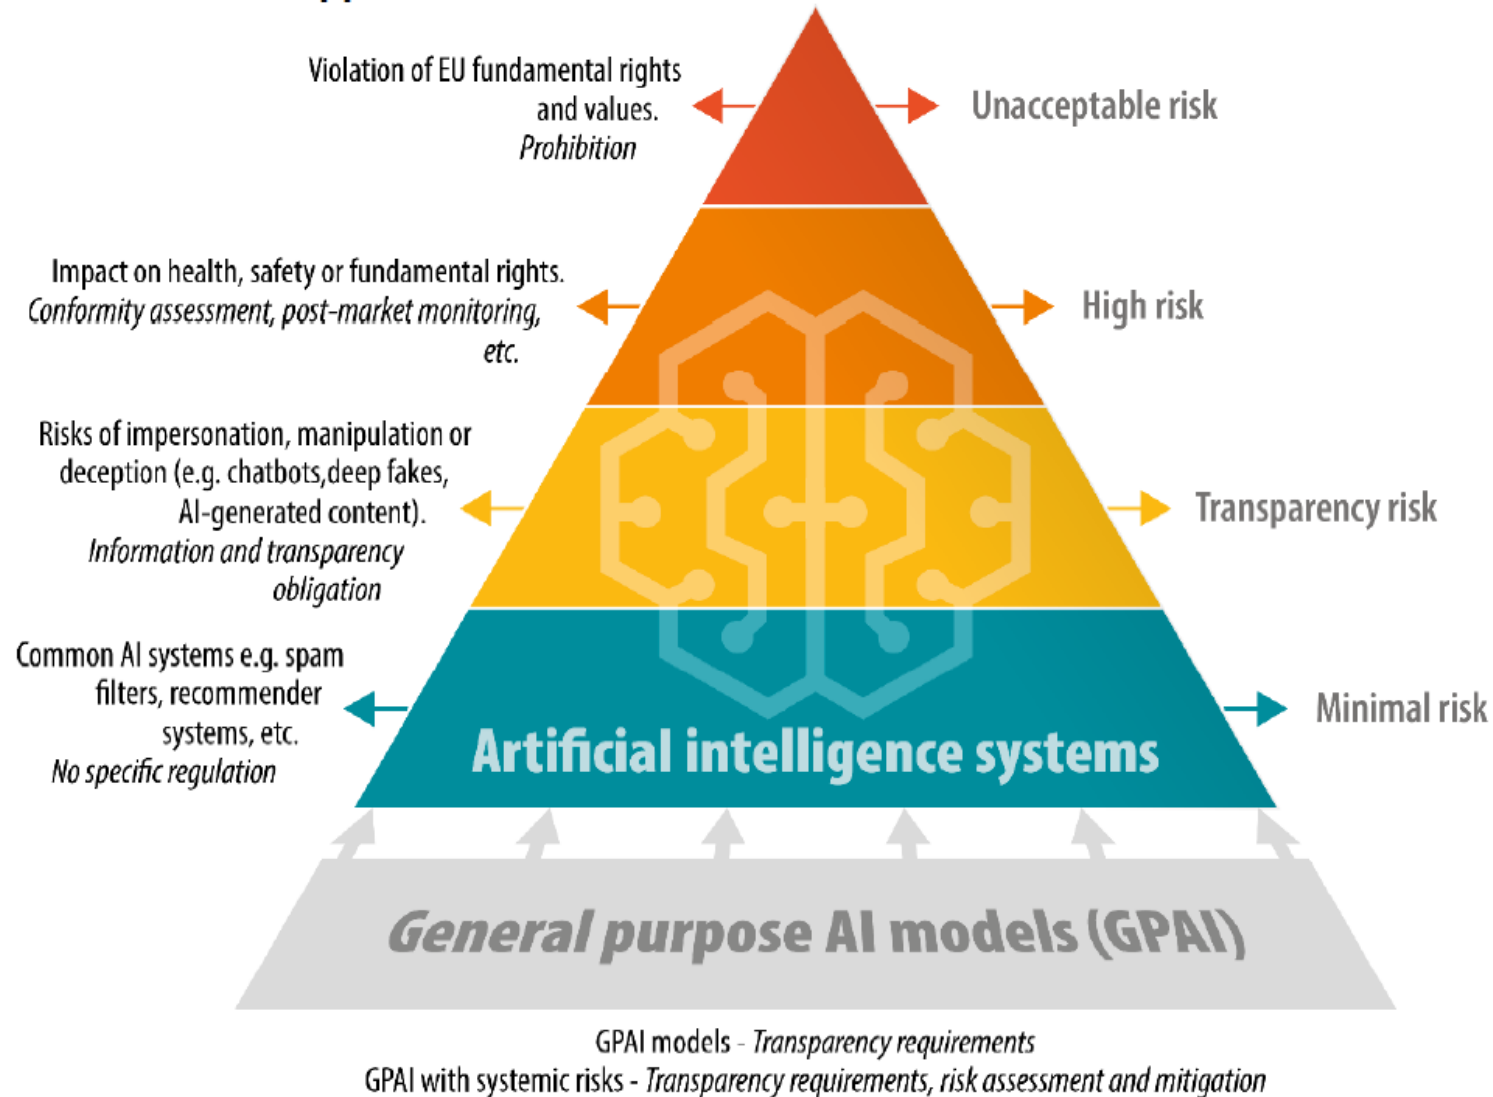 Violation of EU fundamental rights
and values.
Prohibition
Unacceptable risk
Impact on health, safety or fundamental rights.
Conformity assessment, post-market monitoring,
etc.
High risk
Risks of impersonation, manipulation or
deception (e.g. chatbots,deep fakes,
AI-generated content).
Information and transparency
obligation
Transparency risk
Common AI systems e.g. spam
filters, recommender
systems, etc.
No specific regulation
Minimal risk
Artificial intelligence systems
General purpose AI models (GPAI)
GPAI models - Transparency requirements
GPAI with systemic risks - Transparency requirements, risk assessment and mitigation